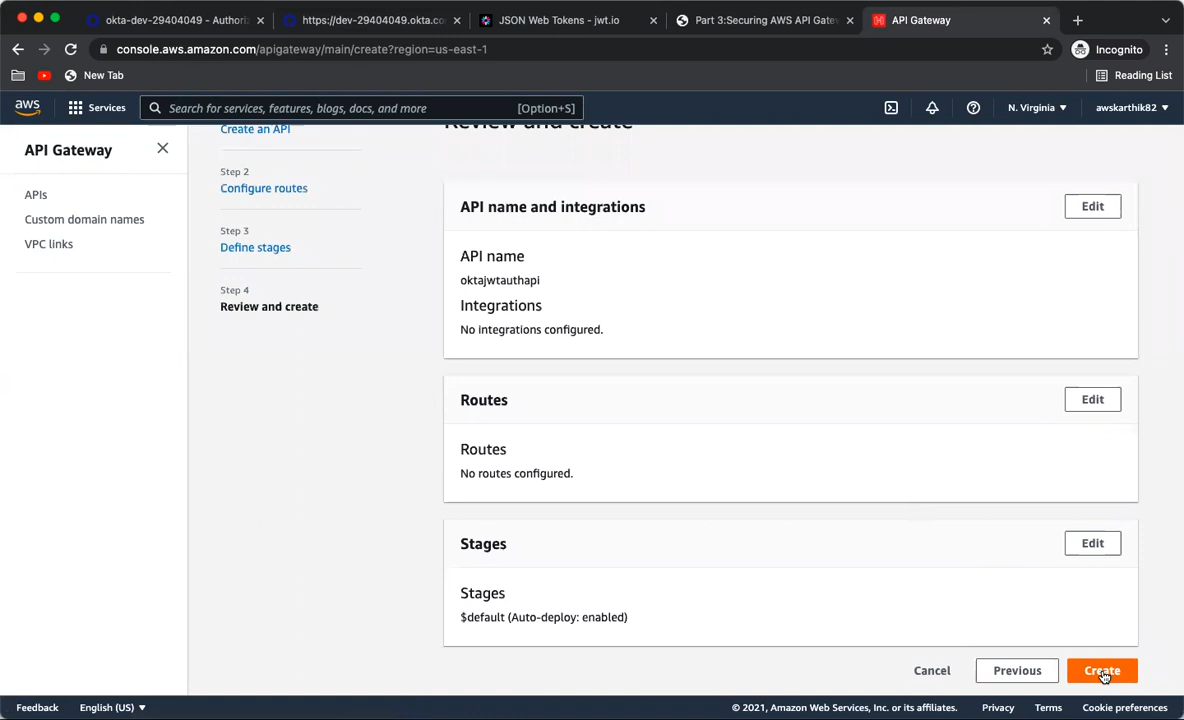 okta-dev-29404049 - Authoriz
https://dev-29404049.okta.co
JSON Web Tokens - jwt.io
Part 3:Securing AWS API Gate
API Gateway
console.aws.amazon.com/apigateway/main/create?region=us-east-1
Incognito
New Tab
Reading List
aws
Services
Search for services, features, blogs, docs, and more
[Option+S]
N. Virginia
awskarthik82
API Gateway
APIs
Custom domain names
VPC links
Create an API
Step 2
Configure routes
Step 3
Define stages
Step 4
Review and create
Review and create
API name and integrations
Edit
API name
oktajwtauthapi
Integrations
No integrations configured.
Routes
Edit
Routes
No routes configured.
Stages
Edit
Stages
$default (Auto-deploy: enabled)
Cancel
Previous
Create
Feedback
English (US)
© 2021, Amazon Web Services, Inc. or its affiliates.
Privacy
Terms
Cookie preferences